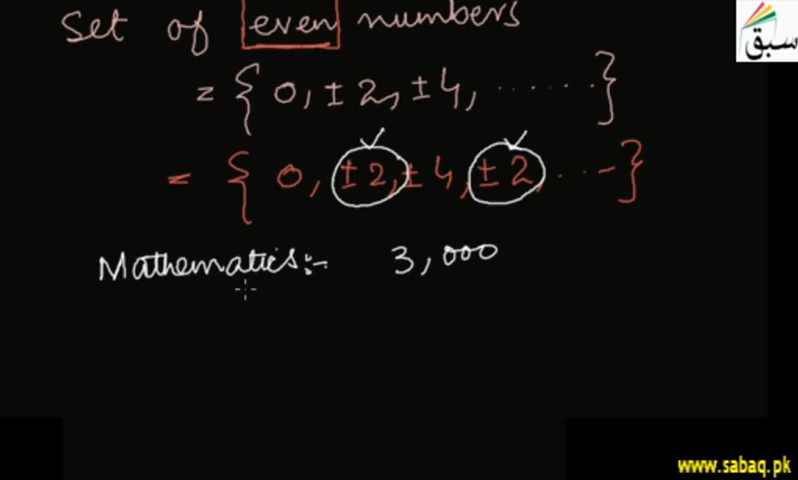 Set of even numbers
سبق
= { 0, ±2, ±4, ...... }
= { 0, ±2, ±4, ±2, ...- }
Mathematics:- 3,000
www.sabaq.pk